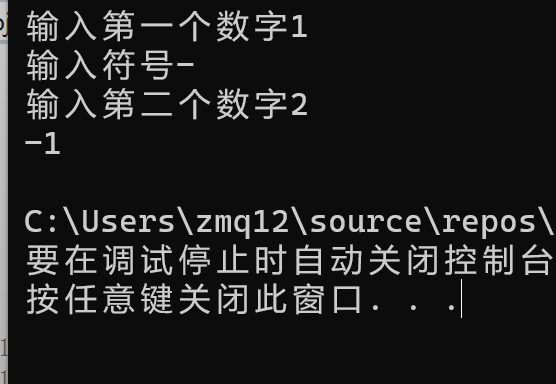 输入第一个数字1
输入符号-
输入第二个数字2
-1
C:\Users\zmq12\source\repos\
要在调试停止时自动关闭控制台
按任意键关闭此窗口. . .